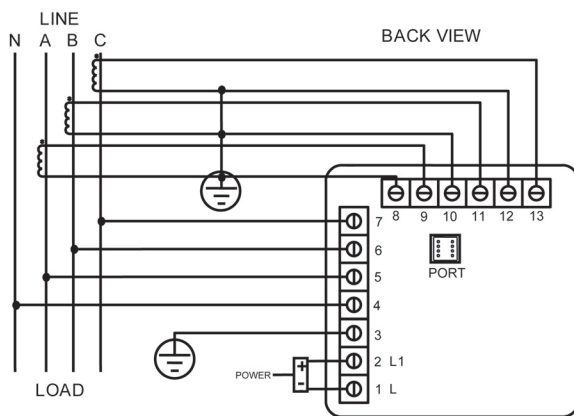 LINE
N A B C
BACK VIEW
8 9 10 11 12 13
7
6
PORT
5
4
3
2 L1
POWER + -
1 L
LOAD